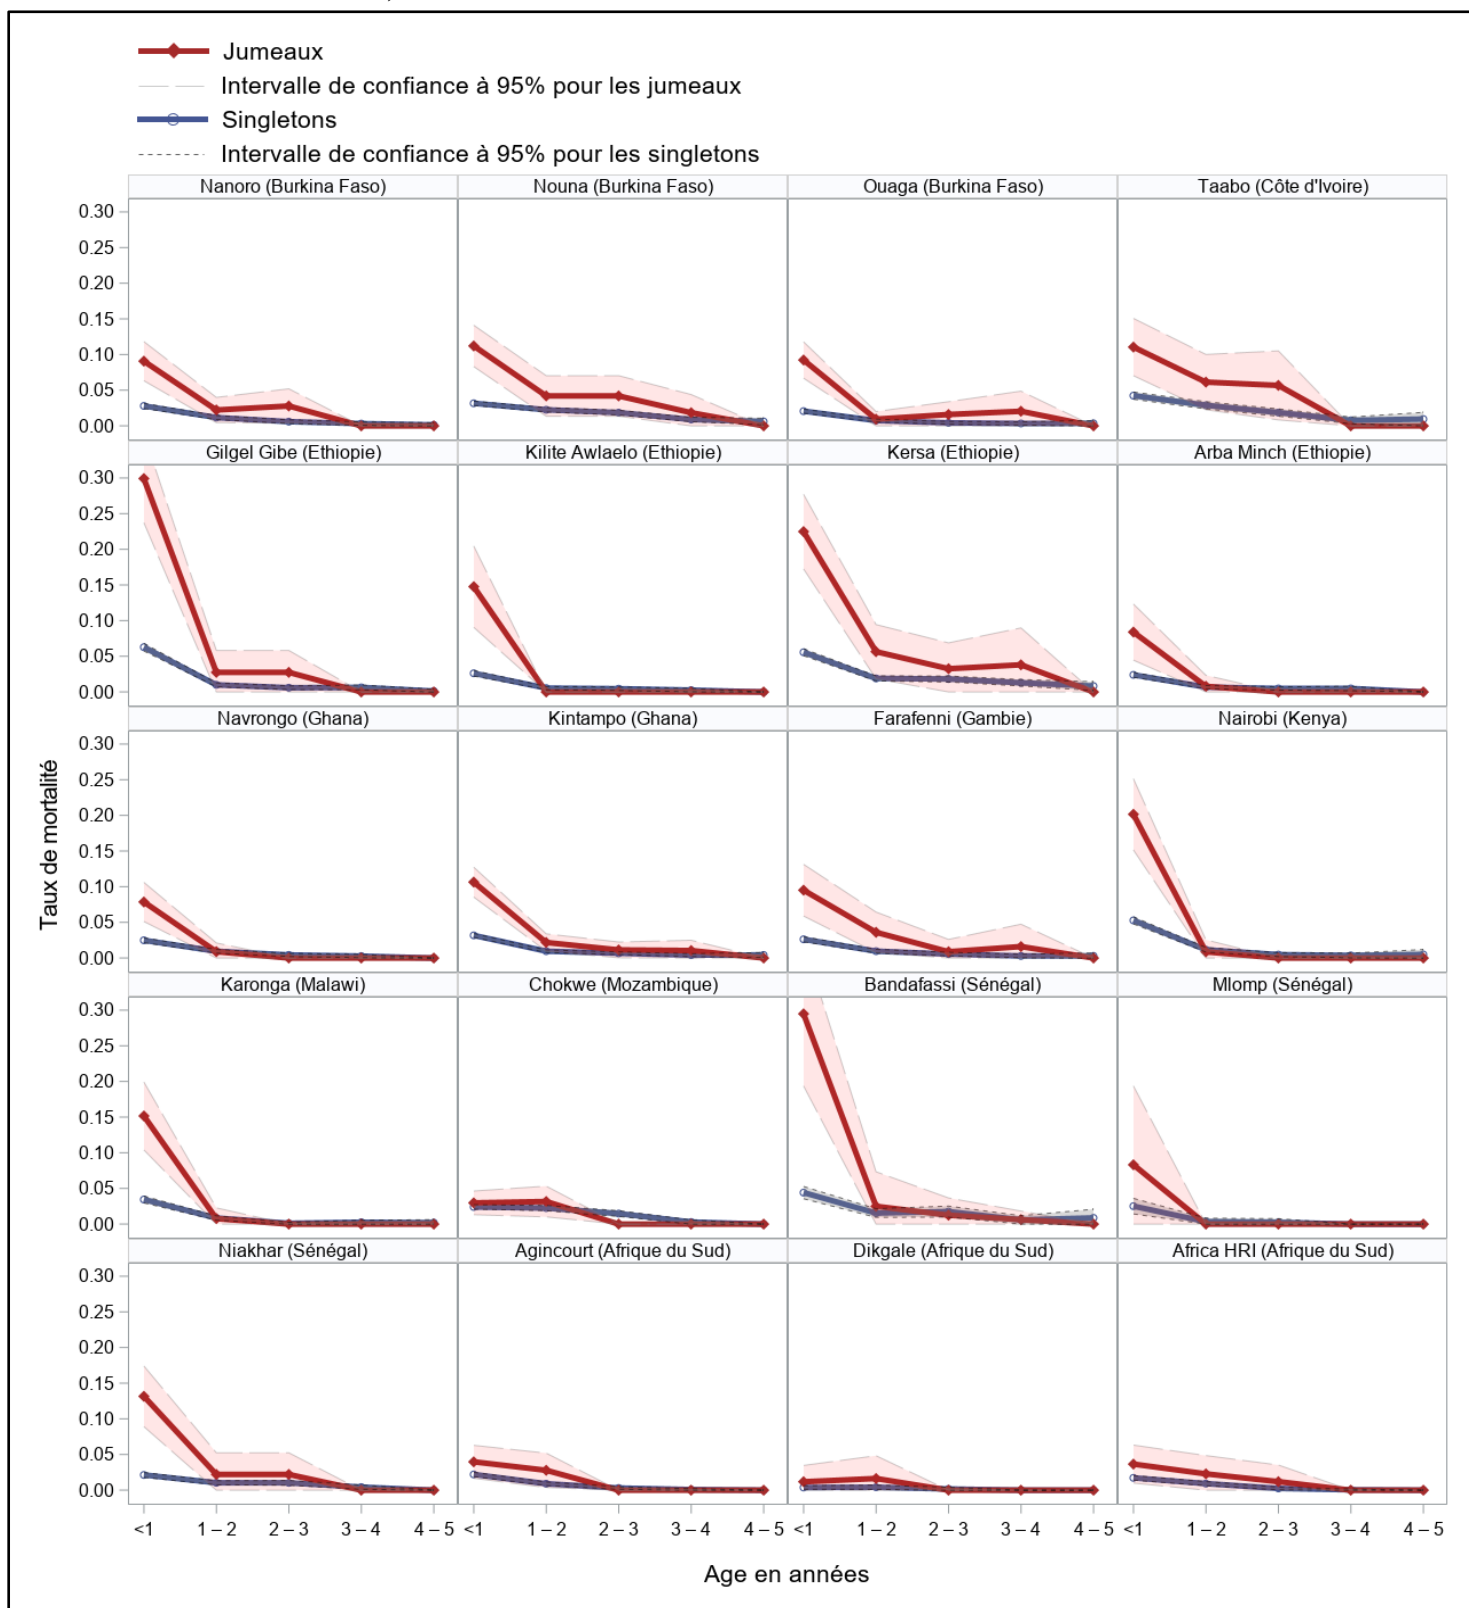 Jumeaux
Intervalle de confiance à 95% pour les jumeaux
Singletons
Intervalle de confiance à 95% pour les singletons
Nanoro (Burkina Faso) Nouna (Burkina Faso) Ouaga (Burkina Faso) Taabo (Côte d'Ivoire)
0.30
0.25
0.20
0.15
0.10
0.05
0.00
Gilgel Gibe (Ethiopie) Kilite Awlaelo (Ethiopie) Kersa (Ethiopie) Arba Minch (Ethiopie)
0.30
0.25
0.20
0.15
0.10
0.05
0.00
Navrongo (Ghana) Kintampo (Ghana) Farafenni (Gambie) Nairobi (Kenya)
0.30
0.25
0.20
0.15
0.10
0.05
0.00
Taux de mortalité
Karonga (Malawi) Chokwe (Mozambique) Bandafassi (Sénégal) Mlomp (Sénégal)
0.30
0.25
0.20
0.15
0.10
0.05
0.00
Niakhar (Sénégal) Agincourt (Afrique du Sud) Dikgale (Afrique du Sud) Africa HRI (Afrique du Sud)
0.30
0.25
0.20
0.15
0.10
0.05
0.00
<1 1 – 2 2 – 3 3 – 4 4 – 5 <1 1 – 2 2 – 3 3 – 4 4 – 5 <1 1 – 2 2 – 3 3 – 4 4 – 5 <1 1 – 2 2 – 3 3 – 4 4 – 5
Age en années